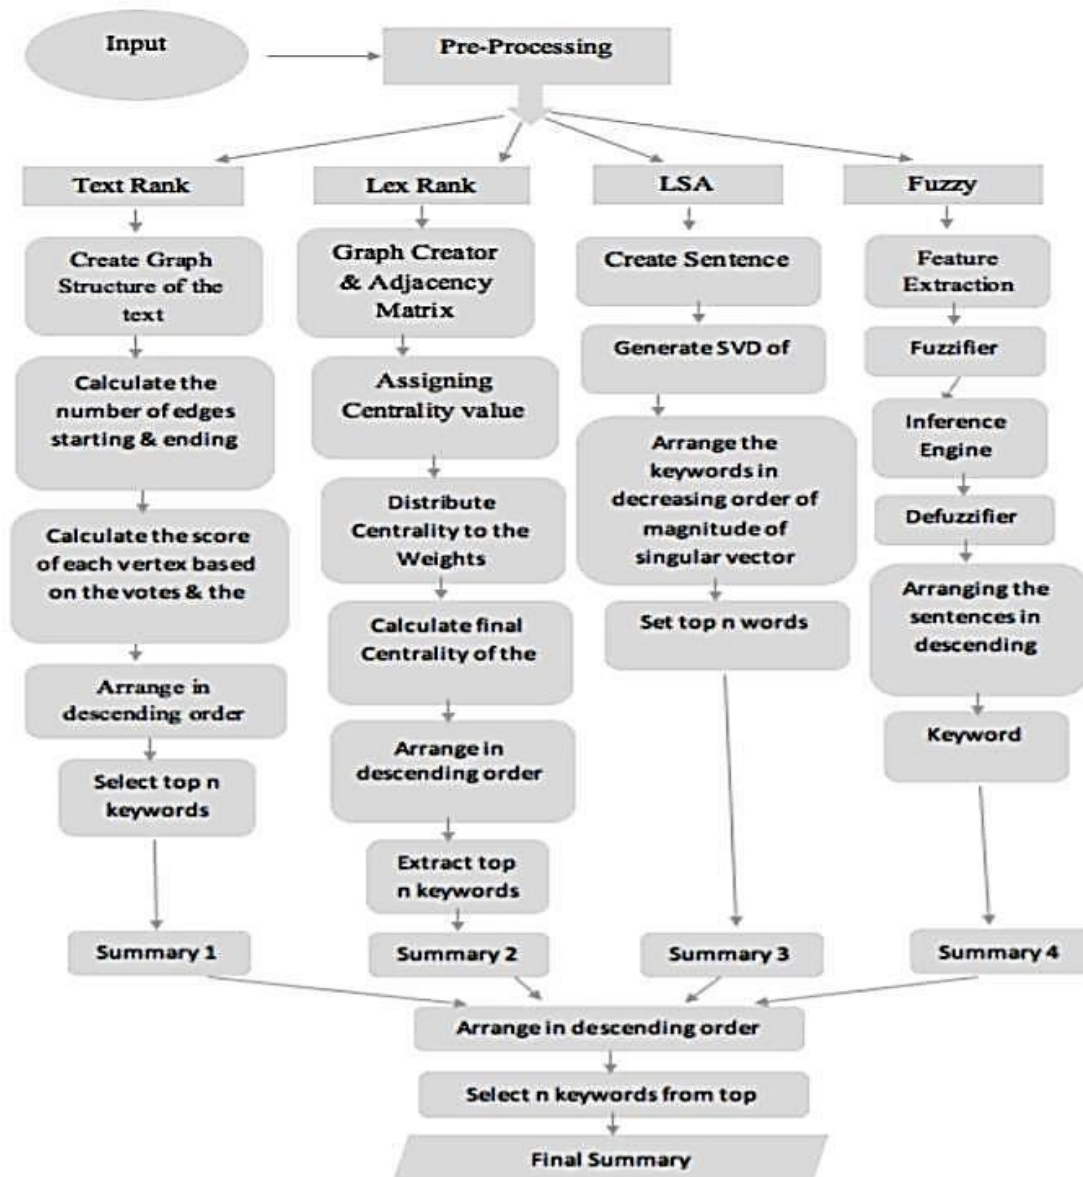 Input
Pre-Processing
Text Rank
Lex Rank
LSA
Fuzzy
Create Graph
Structure of the
text
Graph Creator
& Adjacency
Matrix
Create Sentence
Feature
Extraction
Calculate the
number of edges
starting & ending
Assigning
Centrality value
Generate SVD of
Fuzzifier
Inference
Engine
Arrange the
keywords in
decreasing order of
magnitude of
singular vector
Distribute
Centrality to the
Weights
Defuzzifier
Calculate the score
of each vertex based
on the votes & the
Calculate final
Centrality of the
Set top n words
Arranging the
sentences in
descending
Arrange in
descending order
Arrange in
descending order
Keyword
Select top n
keywords
Extract top
n keywords
Summary 1
Summary 2
Summary 3
Summary 4
Arrange in descending order
Select n keywords from top
Final Summary